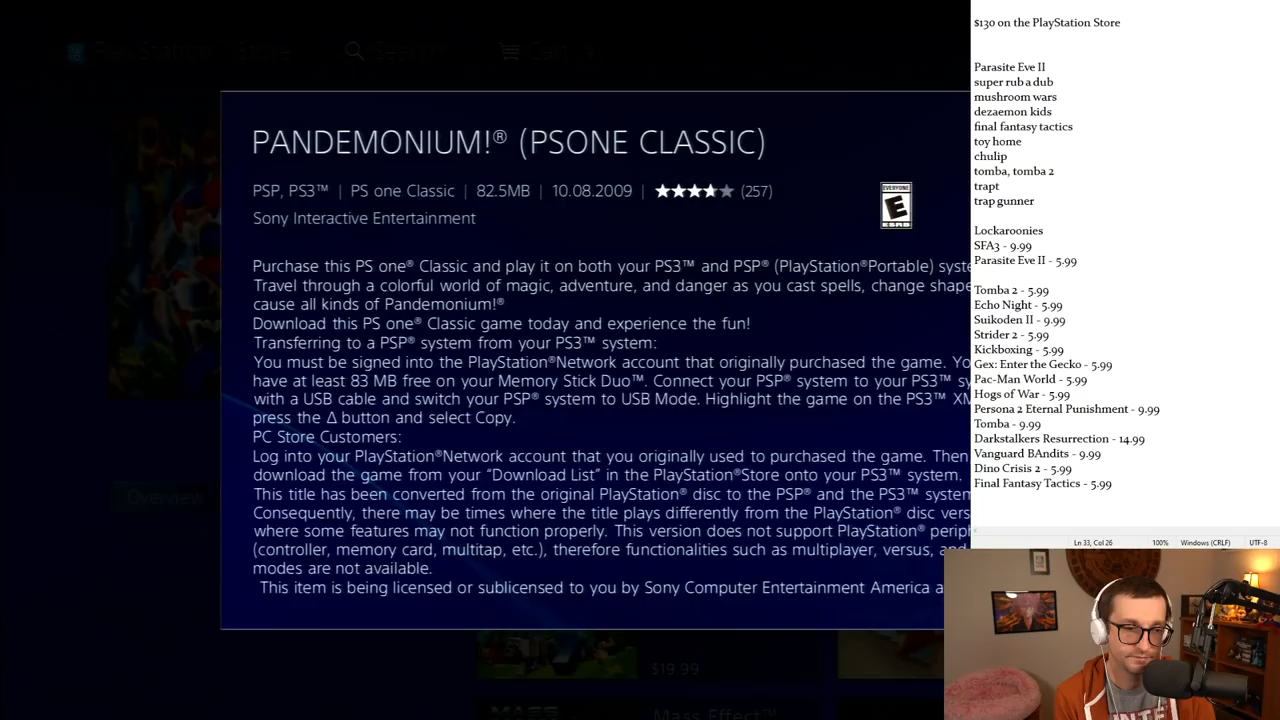 PlayStation Store
Search
Cart
PANDEMONIUM!® (PSONE CLASSIC)
PSP, PS3™ | PS one Classic | 82.5MB | 10.08.2009 | (257)
Sony Interactive Entertainment
EVERYONE
E
ESRB
Purchase this PS one® Classic and play it on both your PS3™ and PSP® (PlayStation®Portable) syste
Travel through a colorful world of magic, adventure, and danger as you cast spells, change shape
cause all kinds of Pandemonium!®
Download this PS one® Classic game today and experience the fun!
Transferring to a PSP® system from your PS3™ system:
You must be signed into the PlayStation®Network account that originally purchased the game. Yo
have at least 83 MB free on your Memory Stick Duo™. Connect your PSP® system to your PS3™ sy
with a USB cable and switch your PSP® system to USB Mode. Highlight the game on the PS3™ XM
press the Δ button and select Copy.
PC Store Customers:
Log into your PlayStation®Network account that you originally used to purchased the game. Then
download the game from your “Download List” in the PlayStation®Store onto your PS3™ system.
This title has been converted from the original PlayStation® disc to the PSP® and the PS3™ system
Consequently, there may be times where the title plays differently from the PlayStation® disc vers
where some features may not function properly. This version does not support PlayStation® periph
(controller, memory card, multitap, etc.), therefore functionalities such as multiplayer, versus, and
modes are not available.
This item is being licensed or sublicensed to you by Sony Computer Entertainment America a
Overview
$19.99
Mass Effect™
$130 on the PlayStation Store
Parasite Eve II
super rub a dub
mushroom wars
dezaemon kids
final fantasy tactics
toy home
chulip
tomba, tomba 2
trapt
trap gunner
Lockaroonies
SFA3 - 9.99
Parasite Eve II - 5.99
Tomba 2 - 5.99
Echo Night - 5.99
Suikoden II - 9.99
Strider 2 - 5.99
Kickboxing - 5.99
Gex: Enter the Gecko - 5.99
Pac-Man World - 5.99
Hogs of War - 5.99
Persona 2 Eternal Punishment - 9.99
Tomba - 9.99
Darkstalkers Resurrection - 14.99
Vanguard BAndits - 9.99
Dino Crisis 2 - 5.99
Final Fantasy Tactics - 5.99
Ln 33, Col 26
100%
Windows (CRLF)
UTF-8